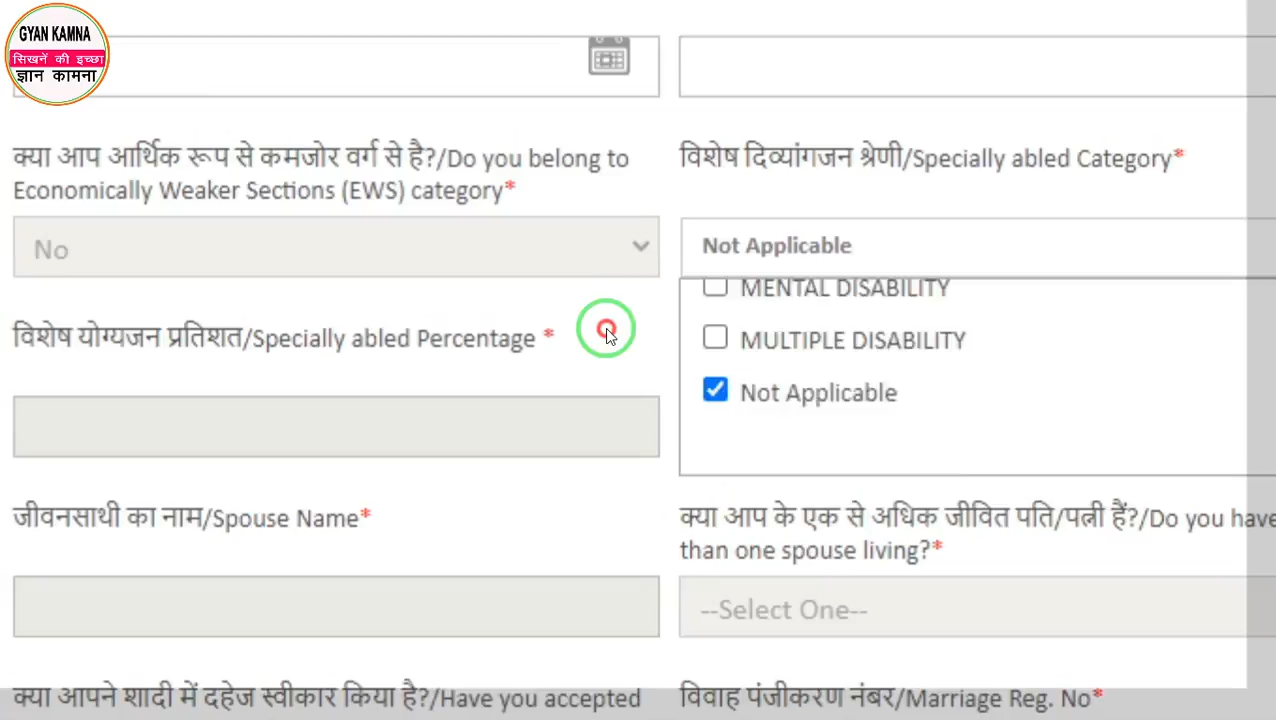 GYAN KAMNA
सिखनें की इच्छा
ज्ञान कामना
क्या आप आर्थिक रूप से कमजोर वर्ग से है?/Do you belong to
Economically Weaker Sections (EWS) category*
No
विशेष दिव्यांगजन श्रेणी/Specially abled Category*
Not Applicable
MENTAL DISABILITY
MULTIPLE DISABILITY
Not Applicable
विशेष योग्यजन प्रतिशत/Specially abled Percentage *
जीवनसाथी का नाम/Spouse Name*
क्या आप के एक से अधिक जीवित पति/पत्नी हैं?/Do you have
than one spouse living?*
--Select One--
क्या आपने शादी में दहेज स्वीकार किया है?/Have you accepted
विवाह पंजीकरण नंबर/Marriage Reg. No*